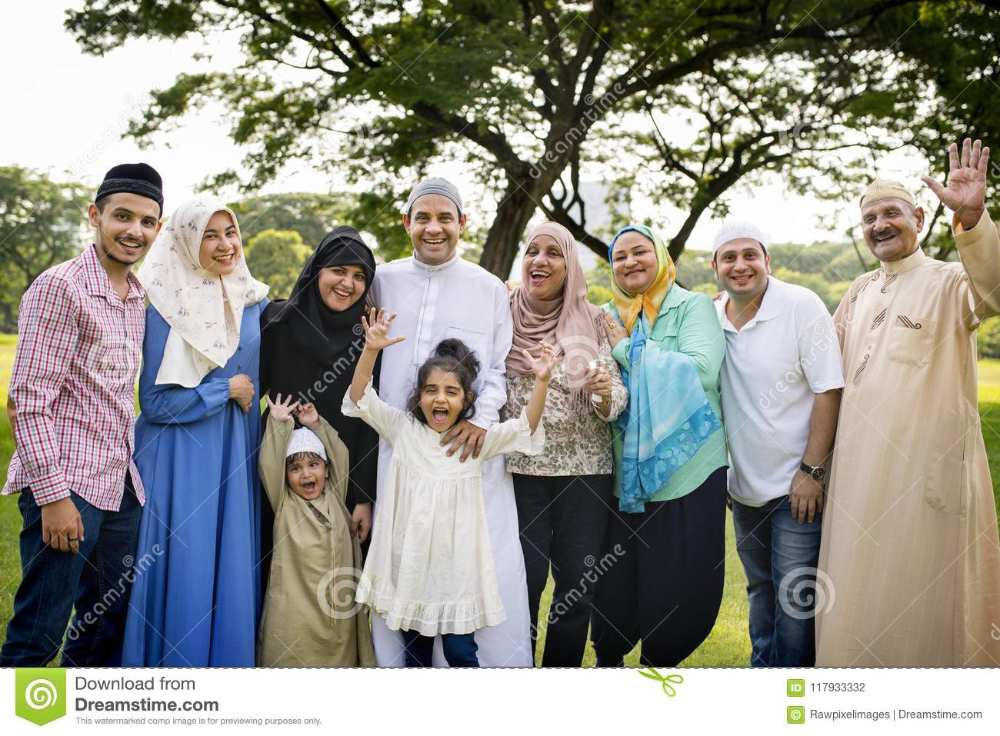 Download from
Dreamstime.com
This watermarked comp image is for previewing purposes only.
ID 117933332
© Rawpixelimages | Dreamstime.com